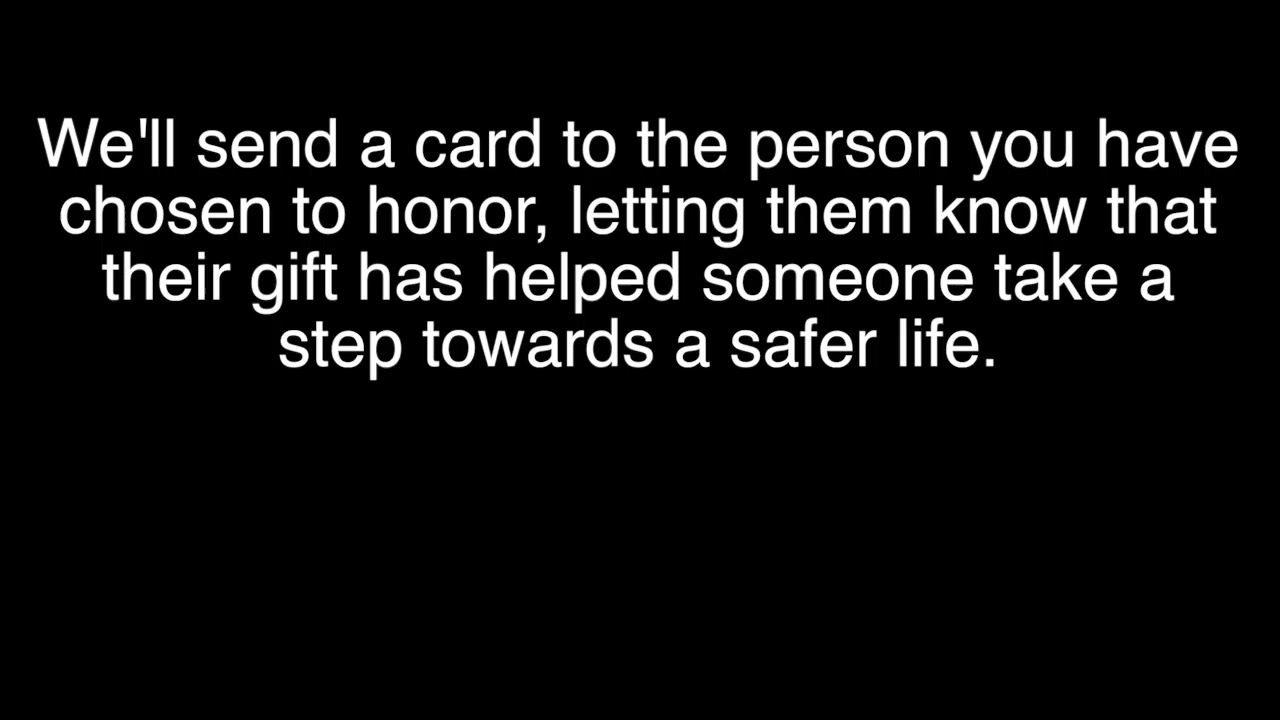 We'll send a card to the person you have
chosen to honor, letting them know that
their gift has helped someone take a
step towards a safer life.